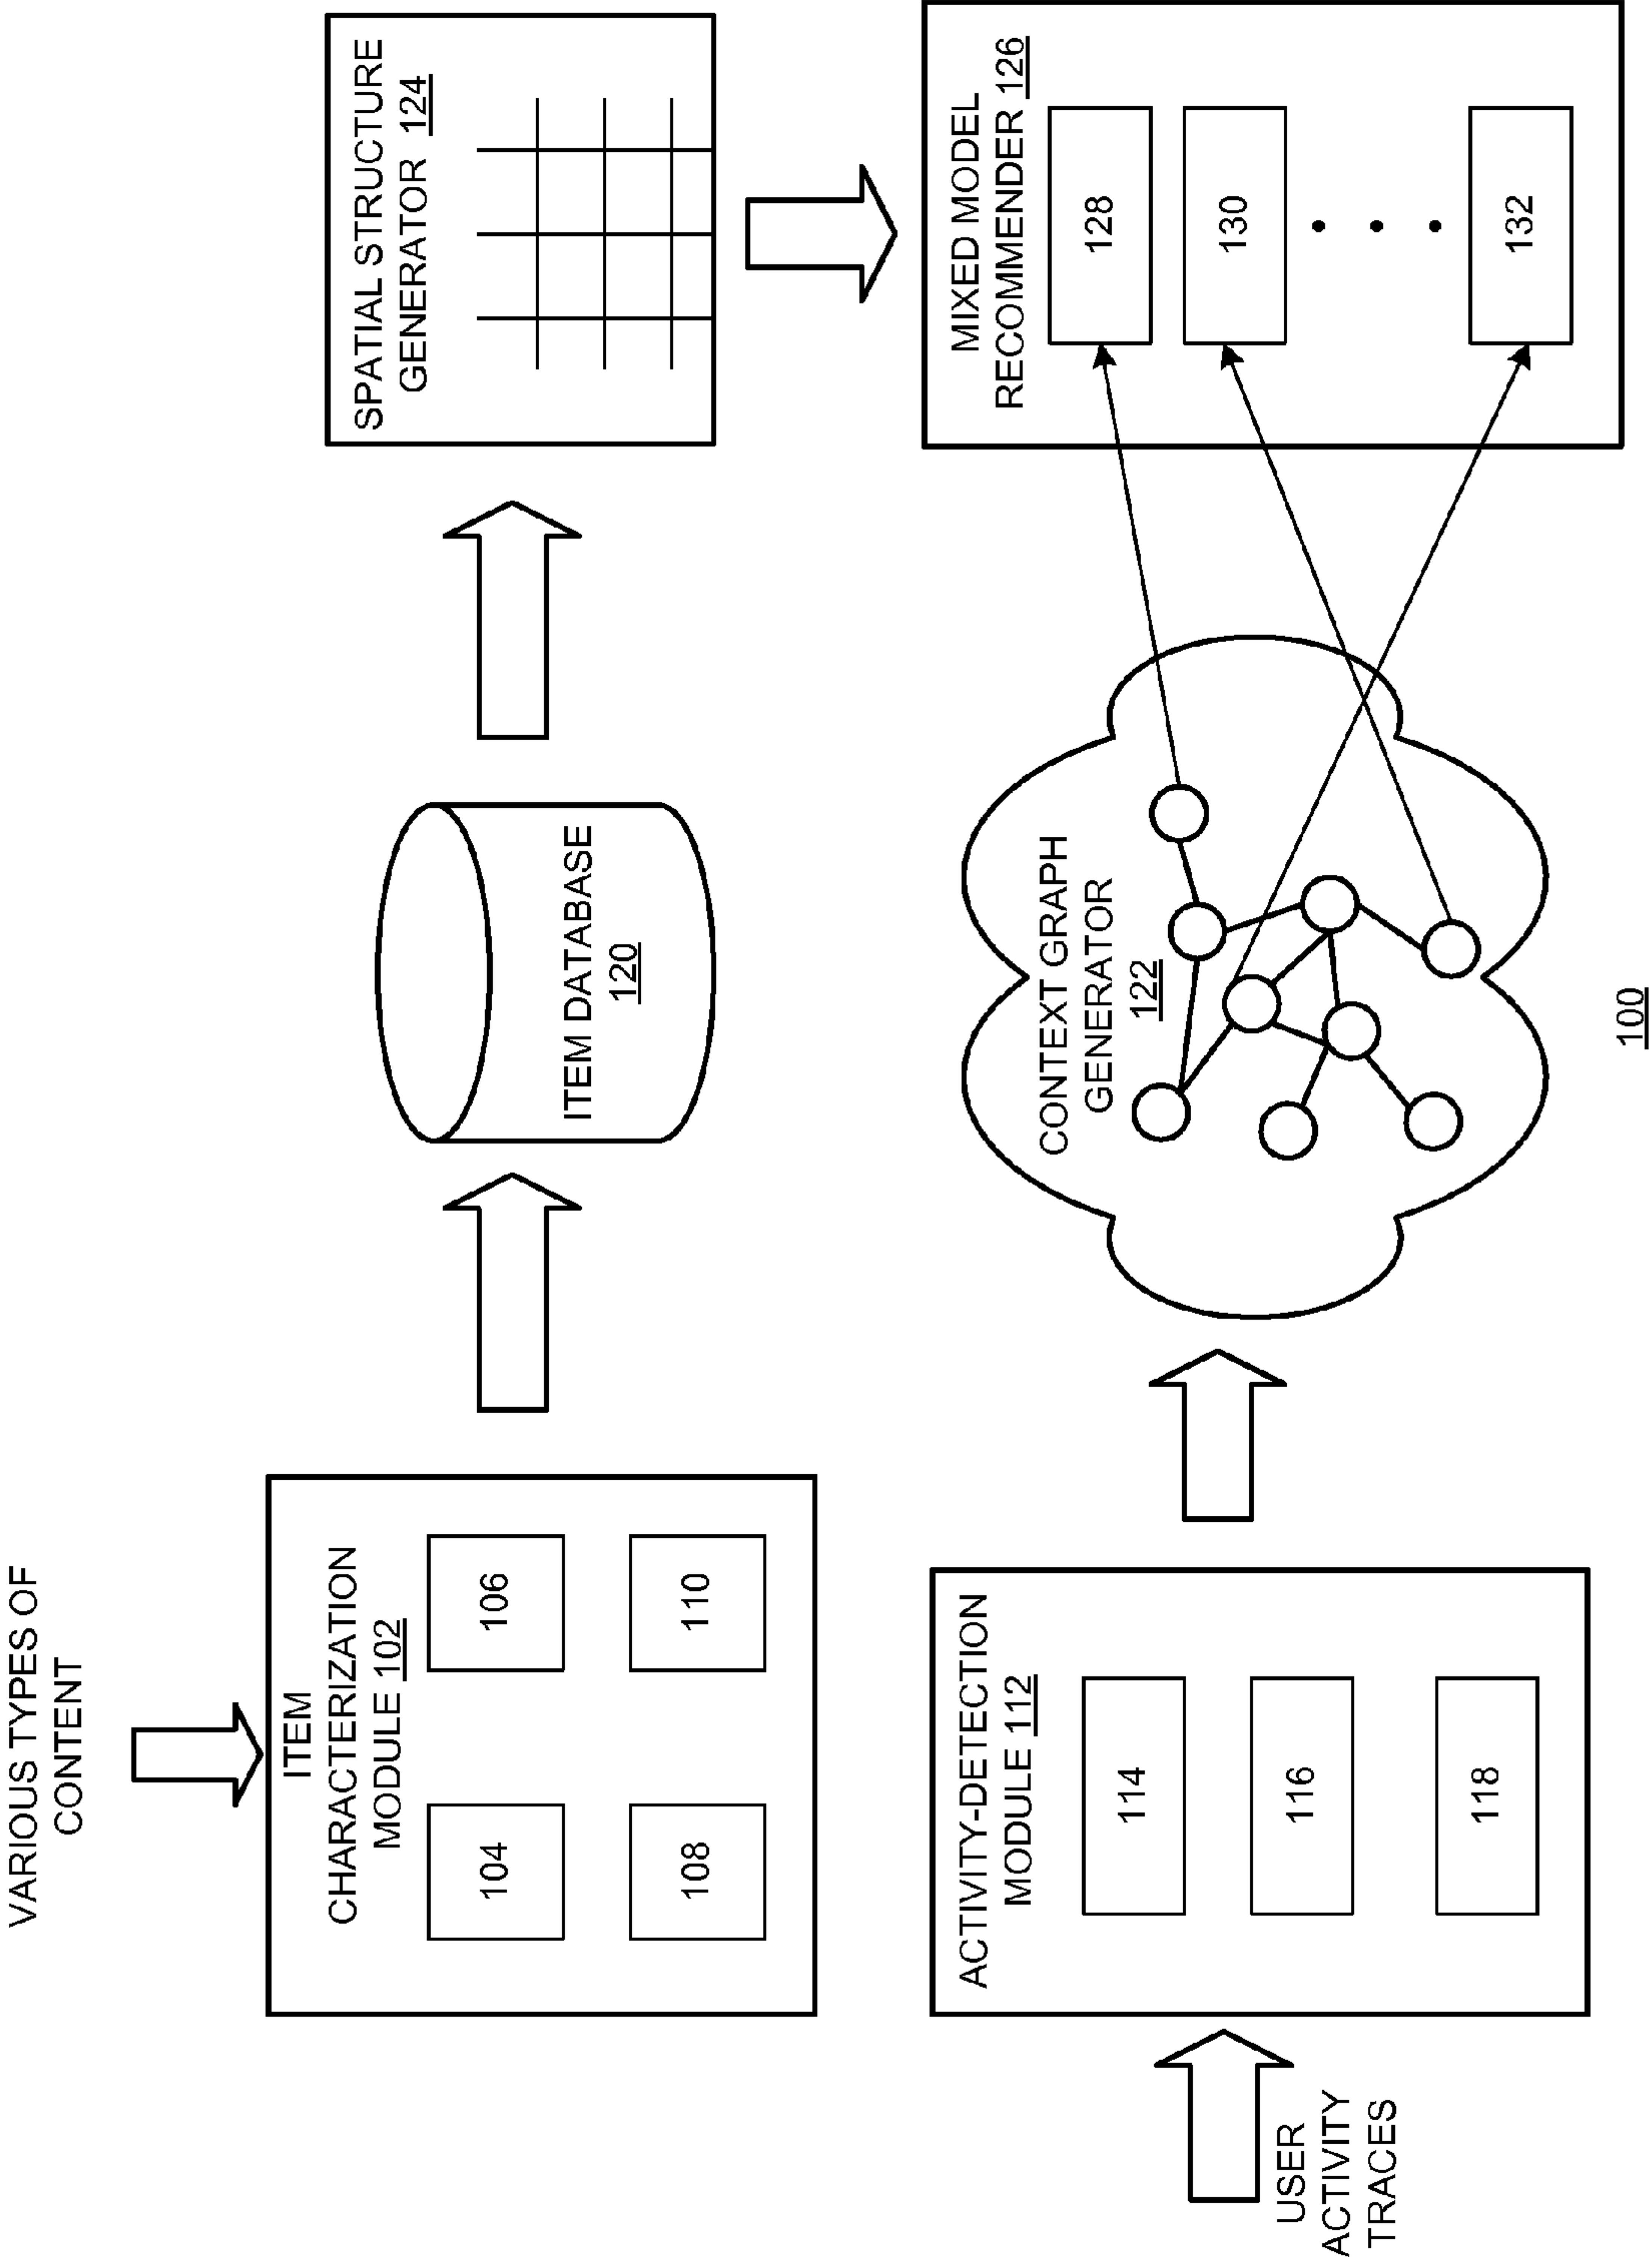 VARIOUS TYPES OF
CONTENT
ITEM
CHARACTERIZATION
MODULE 102
104
106
108
110
ITEM DATABASE
120
SPATIAL STRUCTURE
GENERATOR 124
USER
ACTIVITY
TRACES
ACTIVITY-DETECTION
MODULE 112
114
116
118
CONTEXT GRAPH
GENERATOR
122
MIXED MODEL
RECOMMENDER 126
128
130
132
100